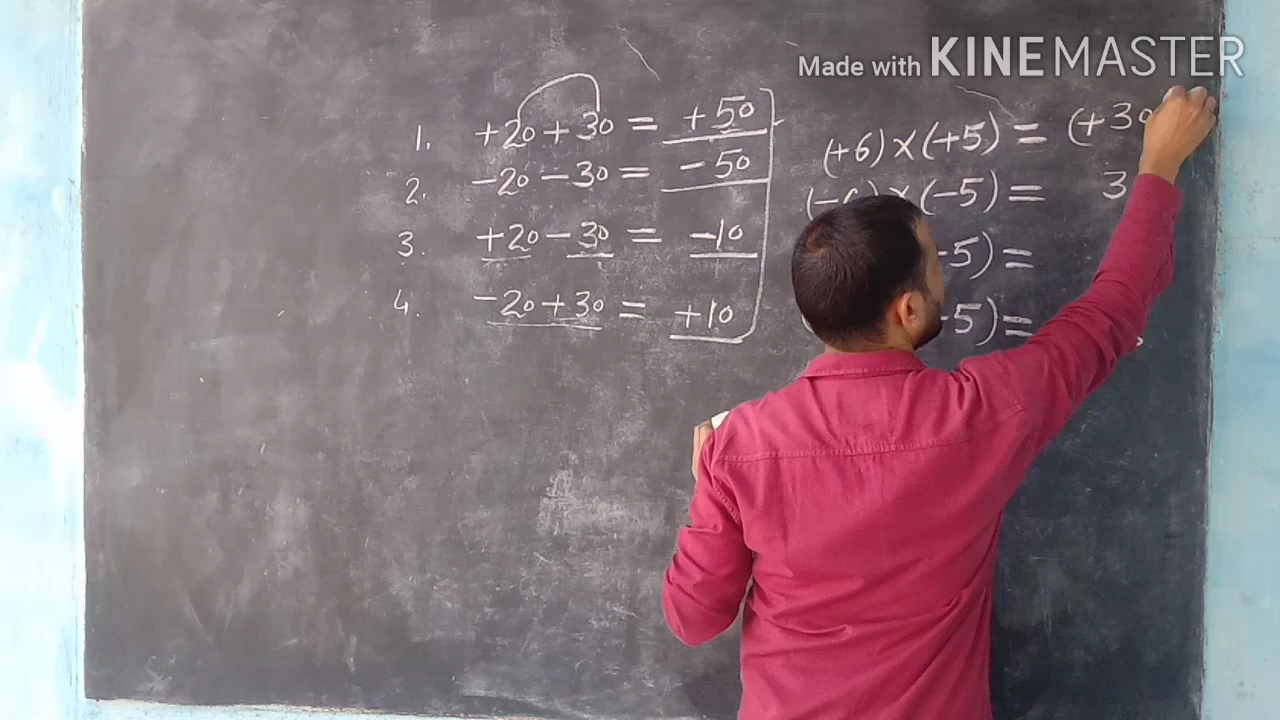 Made with KINEMASTER
1. +20 + 30 = +50
2. -20 - 30 = -50
3. +20 - 30 = -10
4. -20 + 30 = +10
(+6) × (+5) = (+30
× (-5) = 3
-5) =
-5) =